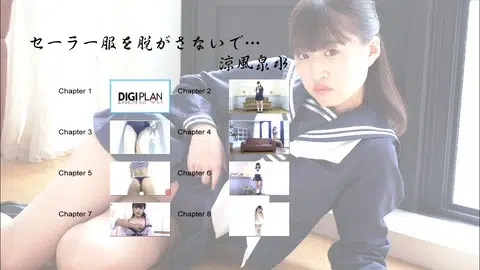 セーラー服を脱がさないで…
涼風泉水
Chapter 1
DIGIPLAN
Chapter 2
Chapter 3
Chapter 4
Chapter 5
Chapter 6
Chapter 7
Chapter 8